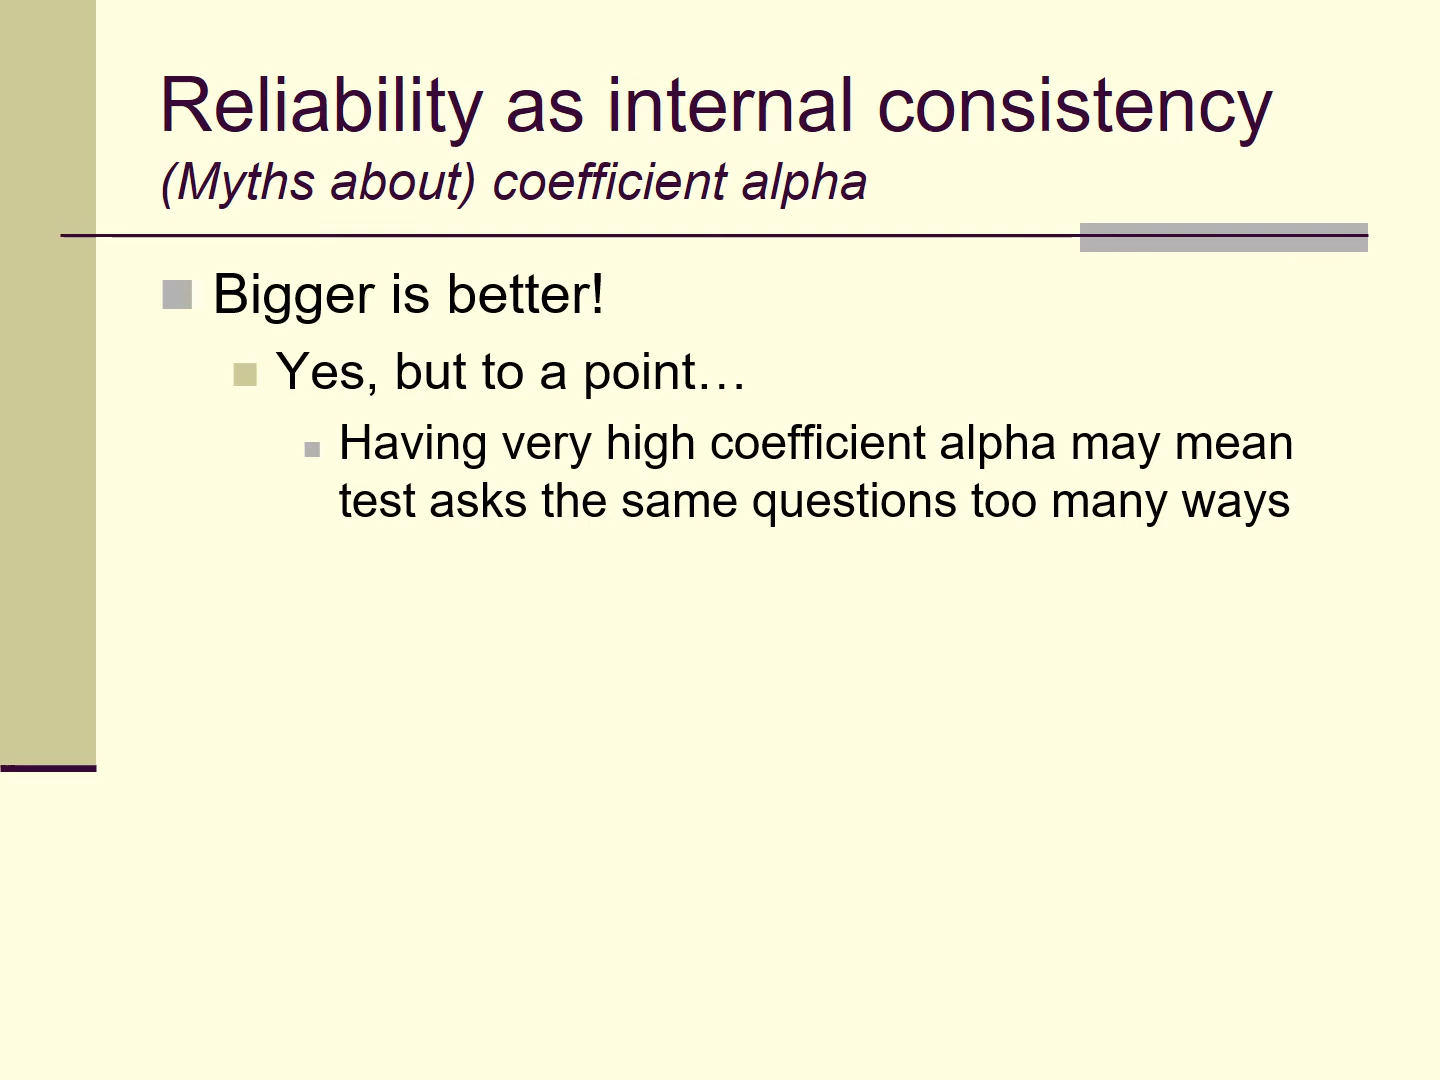 Reliability as internal consistency
(Myths about) coefficient alpha
Bigger is better!
Yes, but to a point…
Having very high coefficient alpha may mean
test asks the same questions too many ways